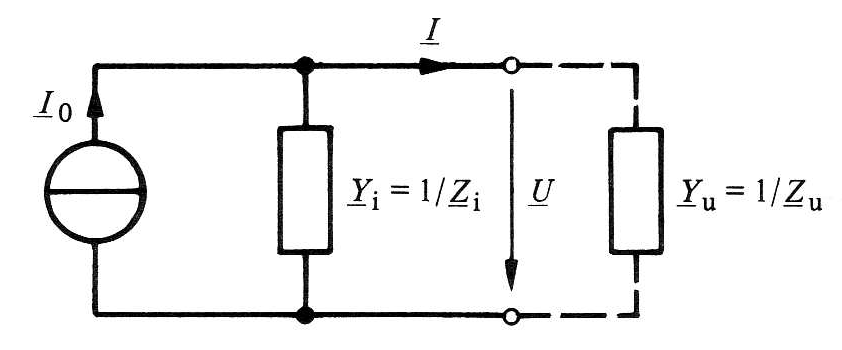 I
I₀
Yᵢ = 1/Zᵢ
U
Yᵤ = 1/Zᵤ